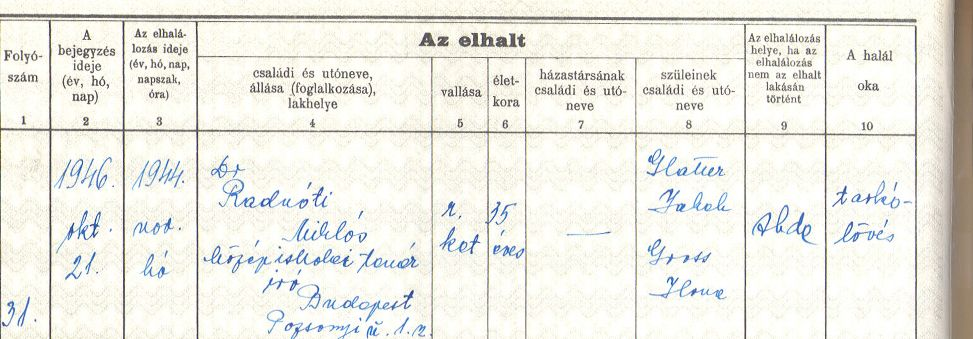 Folyó-
szám
1
A
bejegyzés
ideje
(év, hó,
nap)
2
Az elhalá-
lozás ideje
(év, hó, nap,
napszak,
óra)
3
Az elhalt
családi és utóneve,
állása (foglalkozása),
lakhelye
4
vallása
5
élet-
kora
6
házastársának
családi és utó-
neve
7
szüleinek
családi és utó-
neve
8
Az elhalálozás
helye, ha az
elhalálozás
nem az elhalt
lakásán
történt
9
A halál
oka
10
31.
1946.
okt.
21.
1944.
nov.
hó
Dr
Radnóti
Miklós
középiskolai tanár
író
Budapest
Pozsonyi u. 1. sz.
r.
kat
35
éves
—
Glatter
Jakab
Gross
Ilona
Abda
tarkó-
lövés